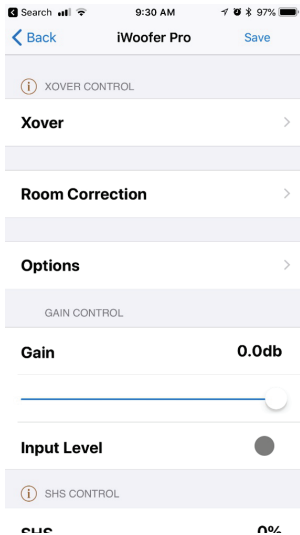 Search 9:30 AM 97%
Back iWoofer Pro Save
XOVER CONTROL
Xover
Room Correction
Options
GAIN CONTROL
Gain 0.0db
Input Level
SHS CONTROL
SHS 0%